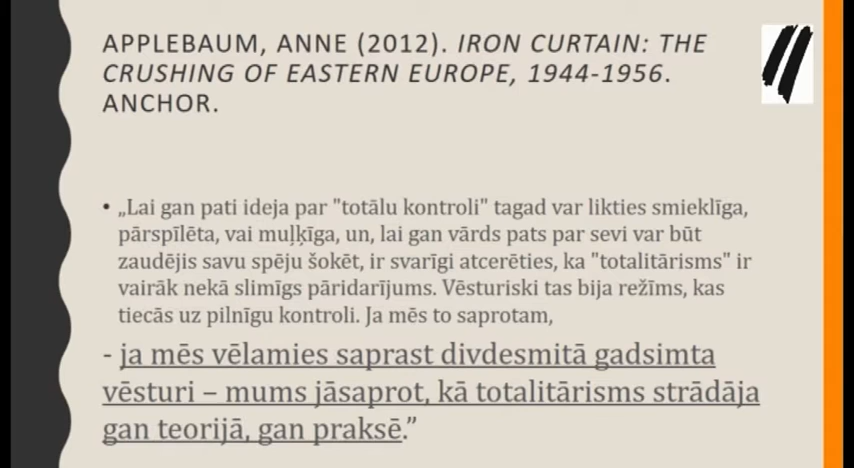 APPLEBAUM, ANNE (2012). IRON CURTAIN: THE
CRUSHING OF EASTERN EUROPE, 1944-1956.
ANCHOR.
• „Lai gan pati ideja par "totālu kontroli" tagad var likties smieklīga,
pārspīlēta, vai muļķīga, un, lai gan vārds pats par sevi var būt
zaudējis savu spēju šokēt, ir svarīgi atcerēties, ka "totalitārisms" ir
vairāk nekā slimīgs pāridarījums. Vēsturiski tas bija režīms, kas
tiecās uz pilnīgu kontroli. Ja mēs to saprotam,
- ja mēs vēlamies saprast divdesmitā gadsimta
vēsturi – mums jāsaprot, kā totalitārisms strādāja
gan teorijā, gan praksē.”